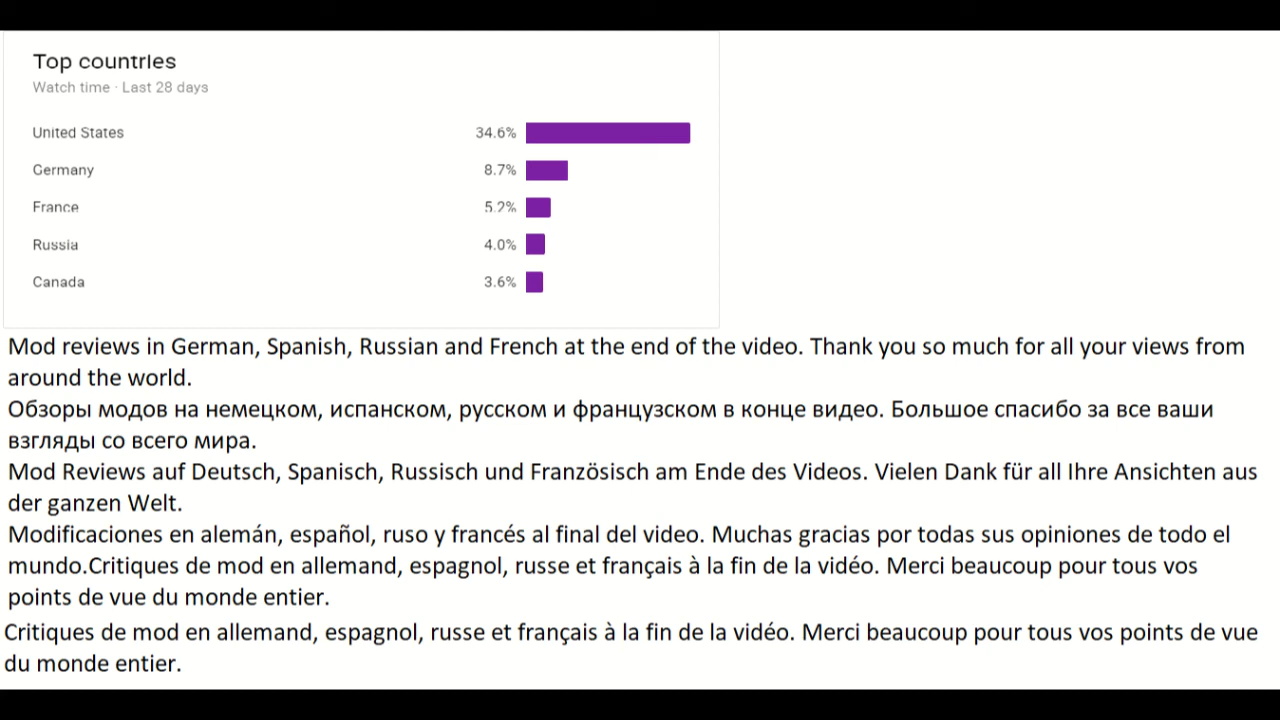 Top countries
Watch time · Last 28 days
United States 34.6%
Germany 8.7%
France 5.2%
Russia 4.0%
Canada 3.6%
Mod reviews in German, Spanish, Russian and French at the end of the video. Thank you so much for all your views from
around the world.
Обзоры модов на немецком, испанском, русском и французском в конце видео. Большое спасибо за все ваши
взгляды со всего мира.
Mod Reviews auf Deutsch, Spanisch, Russisch und Französisch am Ende des Videos. Vielen Dank für all Ihre Ansichten aus
der ganzen Welt.
Modificaciones en alemán, español, ruso y francés al final del video. Muchas gracias por todas sus opiniones de todo el
mundo.Critiques de mod en allemand, espagnol, russe et français à la fin de la vidéo. Merci beaucoup pour tous vos
points de vue du monde entier.
Critiques de mod en allemand, espagnol, russe et français à la fin de la vidéo. Merci beaucoup pour tous vos points de vue
du monde entier.